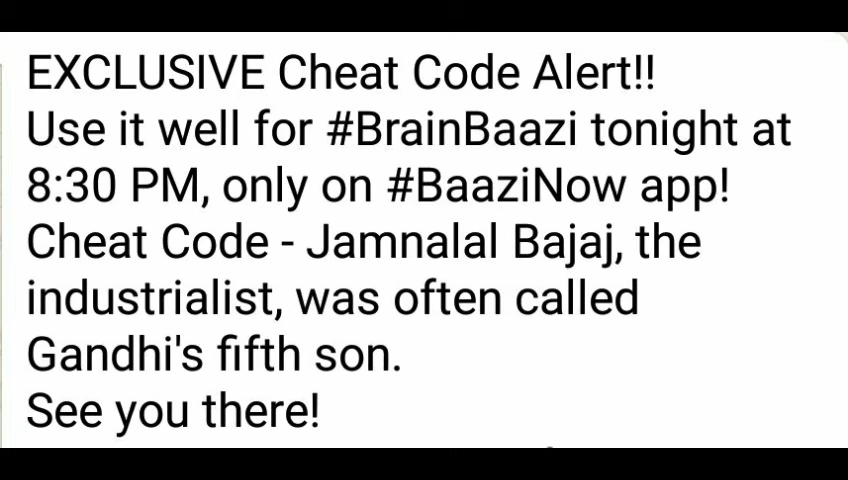 EXCLUSIVE Cheat Code Alert!!
Use it well for #BrainBaazi tonight at
8:30 PM, only on #BaaziNow app!
Cheat Code - Jamnalal Bajaj, the
industrialist, was often called
Gandhi's fifth son.
See you there!